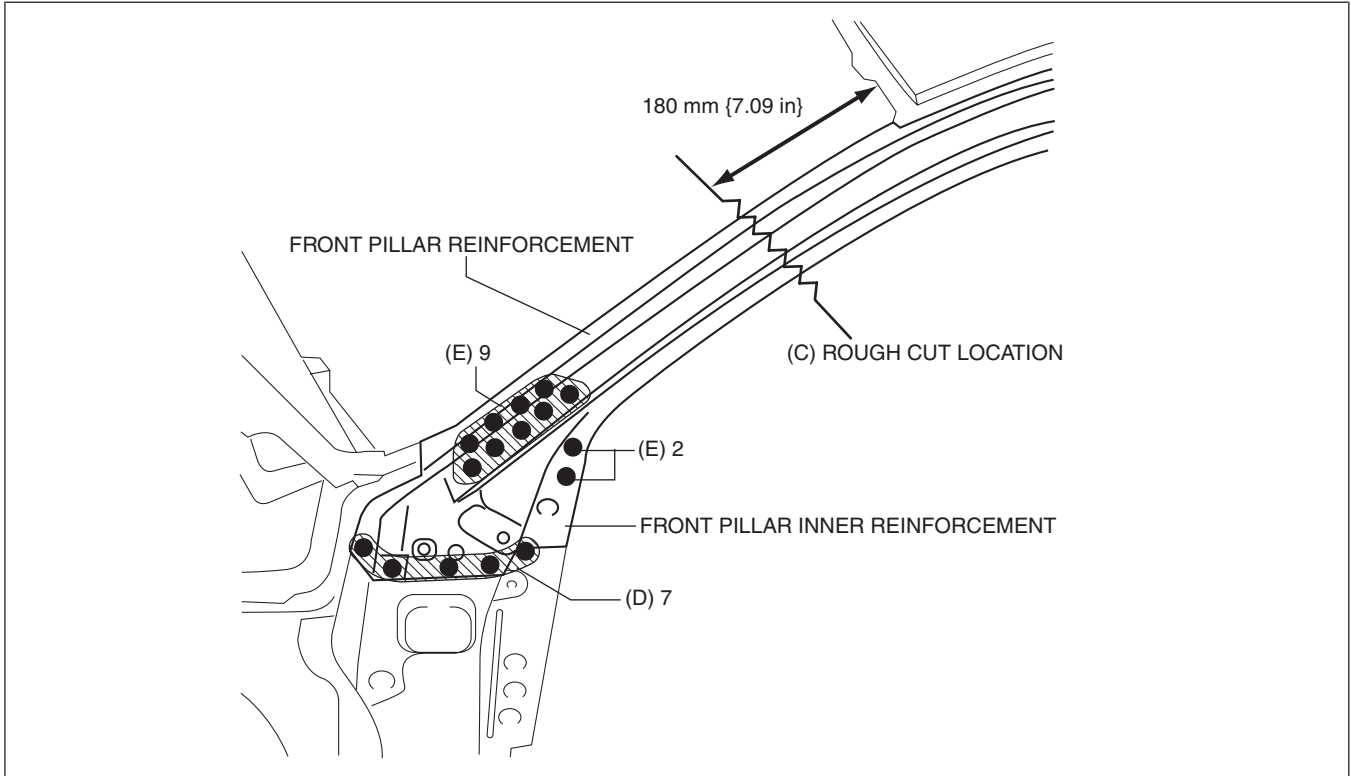 180 mm {7.09 in}
FRONT PILLAR REINFORCEMENT
(E) 9
(C) ROUGH CUT LOCATION
(E) 2
FRONT PILLAR INNER REINFORCEMENT
(D) 7